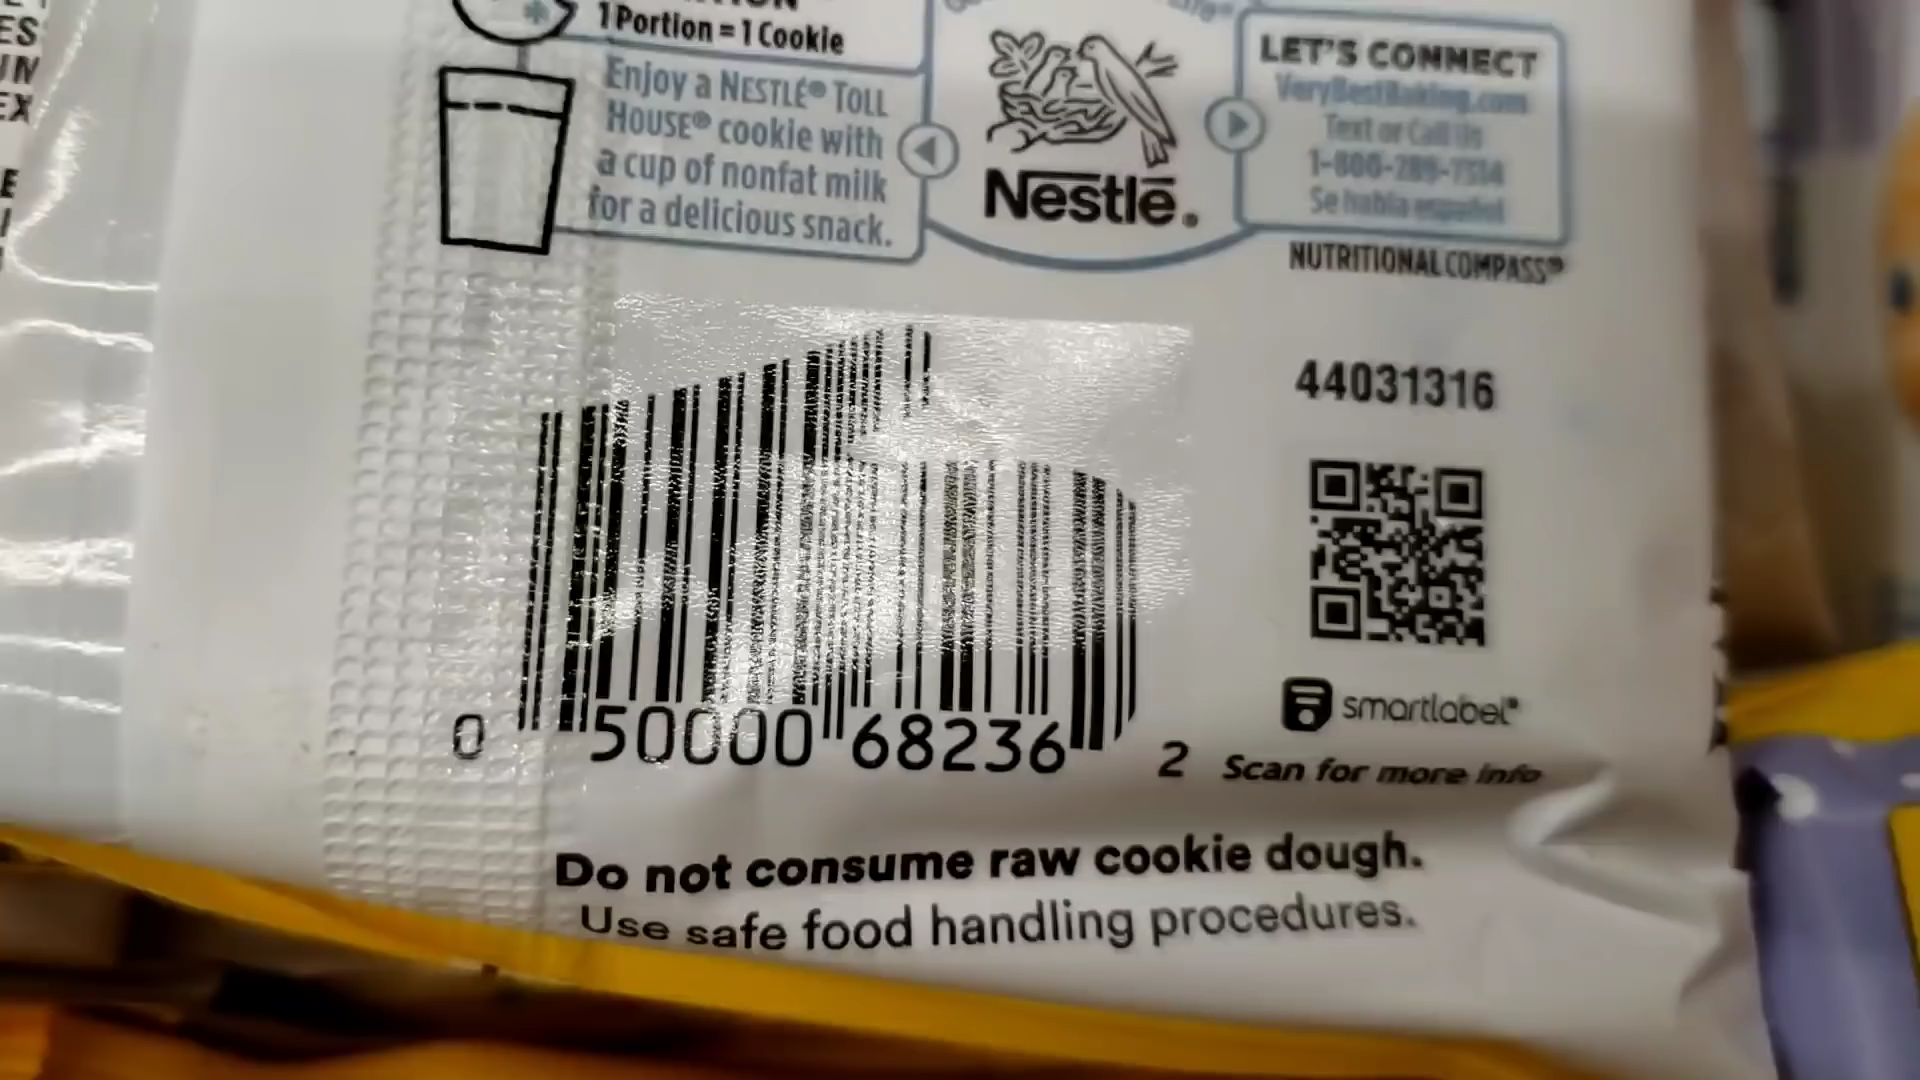 1 Portion = 1 Cookie
Enjoy a NESTLÉ® TOLL
HOUSE® cookie with
a cup of nonfat milk
for a delicious snack.
Nestlé®
LET'S CONNECT
VeryBestBaking.com
Text or Call Us
1-800-289-7314
Se habla español
NUTRITIONAL COMPASS®
44031316
0 50000 68236 2
smartlabel®
Scan for more info
Do not consume raw cookie dough.
Use safe food handling procedures.